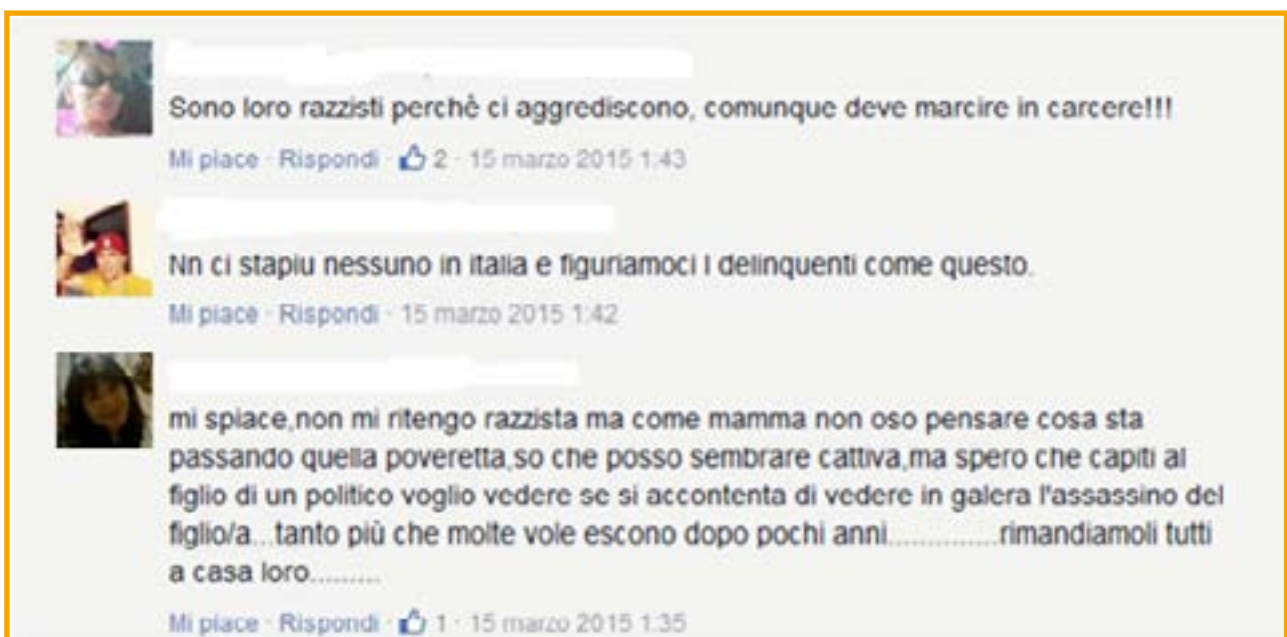 Sono loro razzisti perchè ci aggrediscono, comunque deve marcire in carcere!!!
Mi piace · Rispondi · 2 · 15 marzo 2015 1:43
Nn ci stapiu nessuno in italia e figuriamoci I delinquenti come questo.
Mi piace · Rispondi · 15 marzo 2015 1:42
mi spiace,non mi ritengo razzista ma come mamma non oso pensare cosa sta
passando quella poveretta,so che posso sembrare cattiva,ma spero che capiti al
figlio di un politico voglio vedere se si accontenta di vedere in galera l'assassino del
figlio/a...tanto più che molte vole escono dopo pochi anni..............rimandiamoli tutti
a casa loro.........
Mi piace · Rispondi · 1 · 15 marzo 2015 1:35